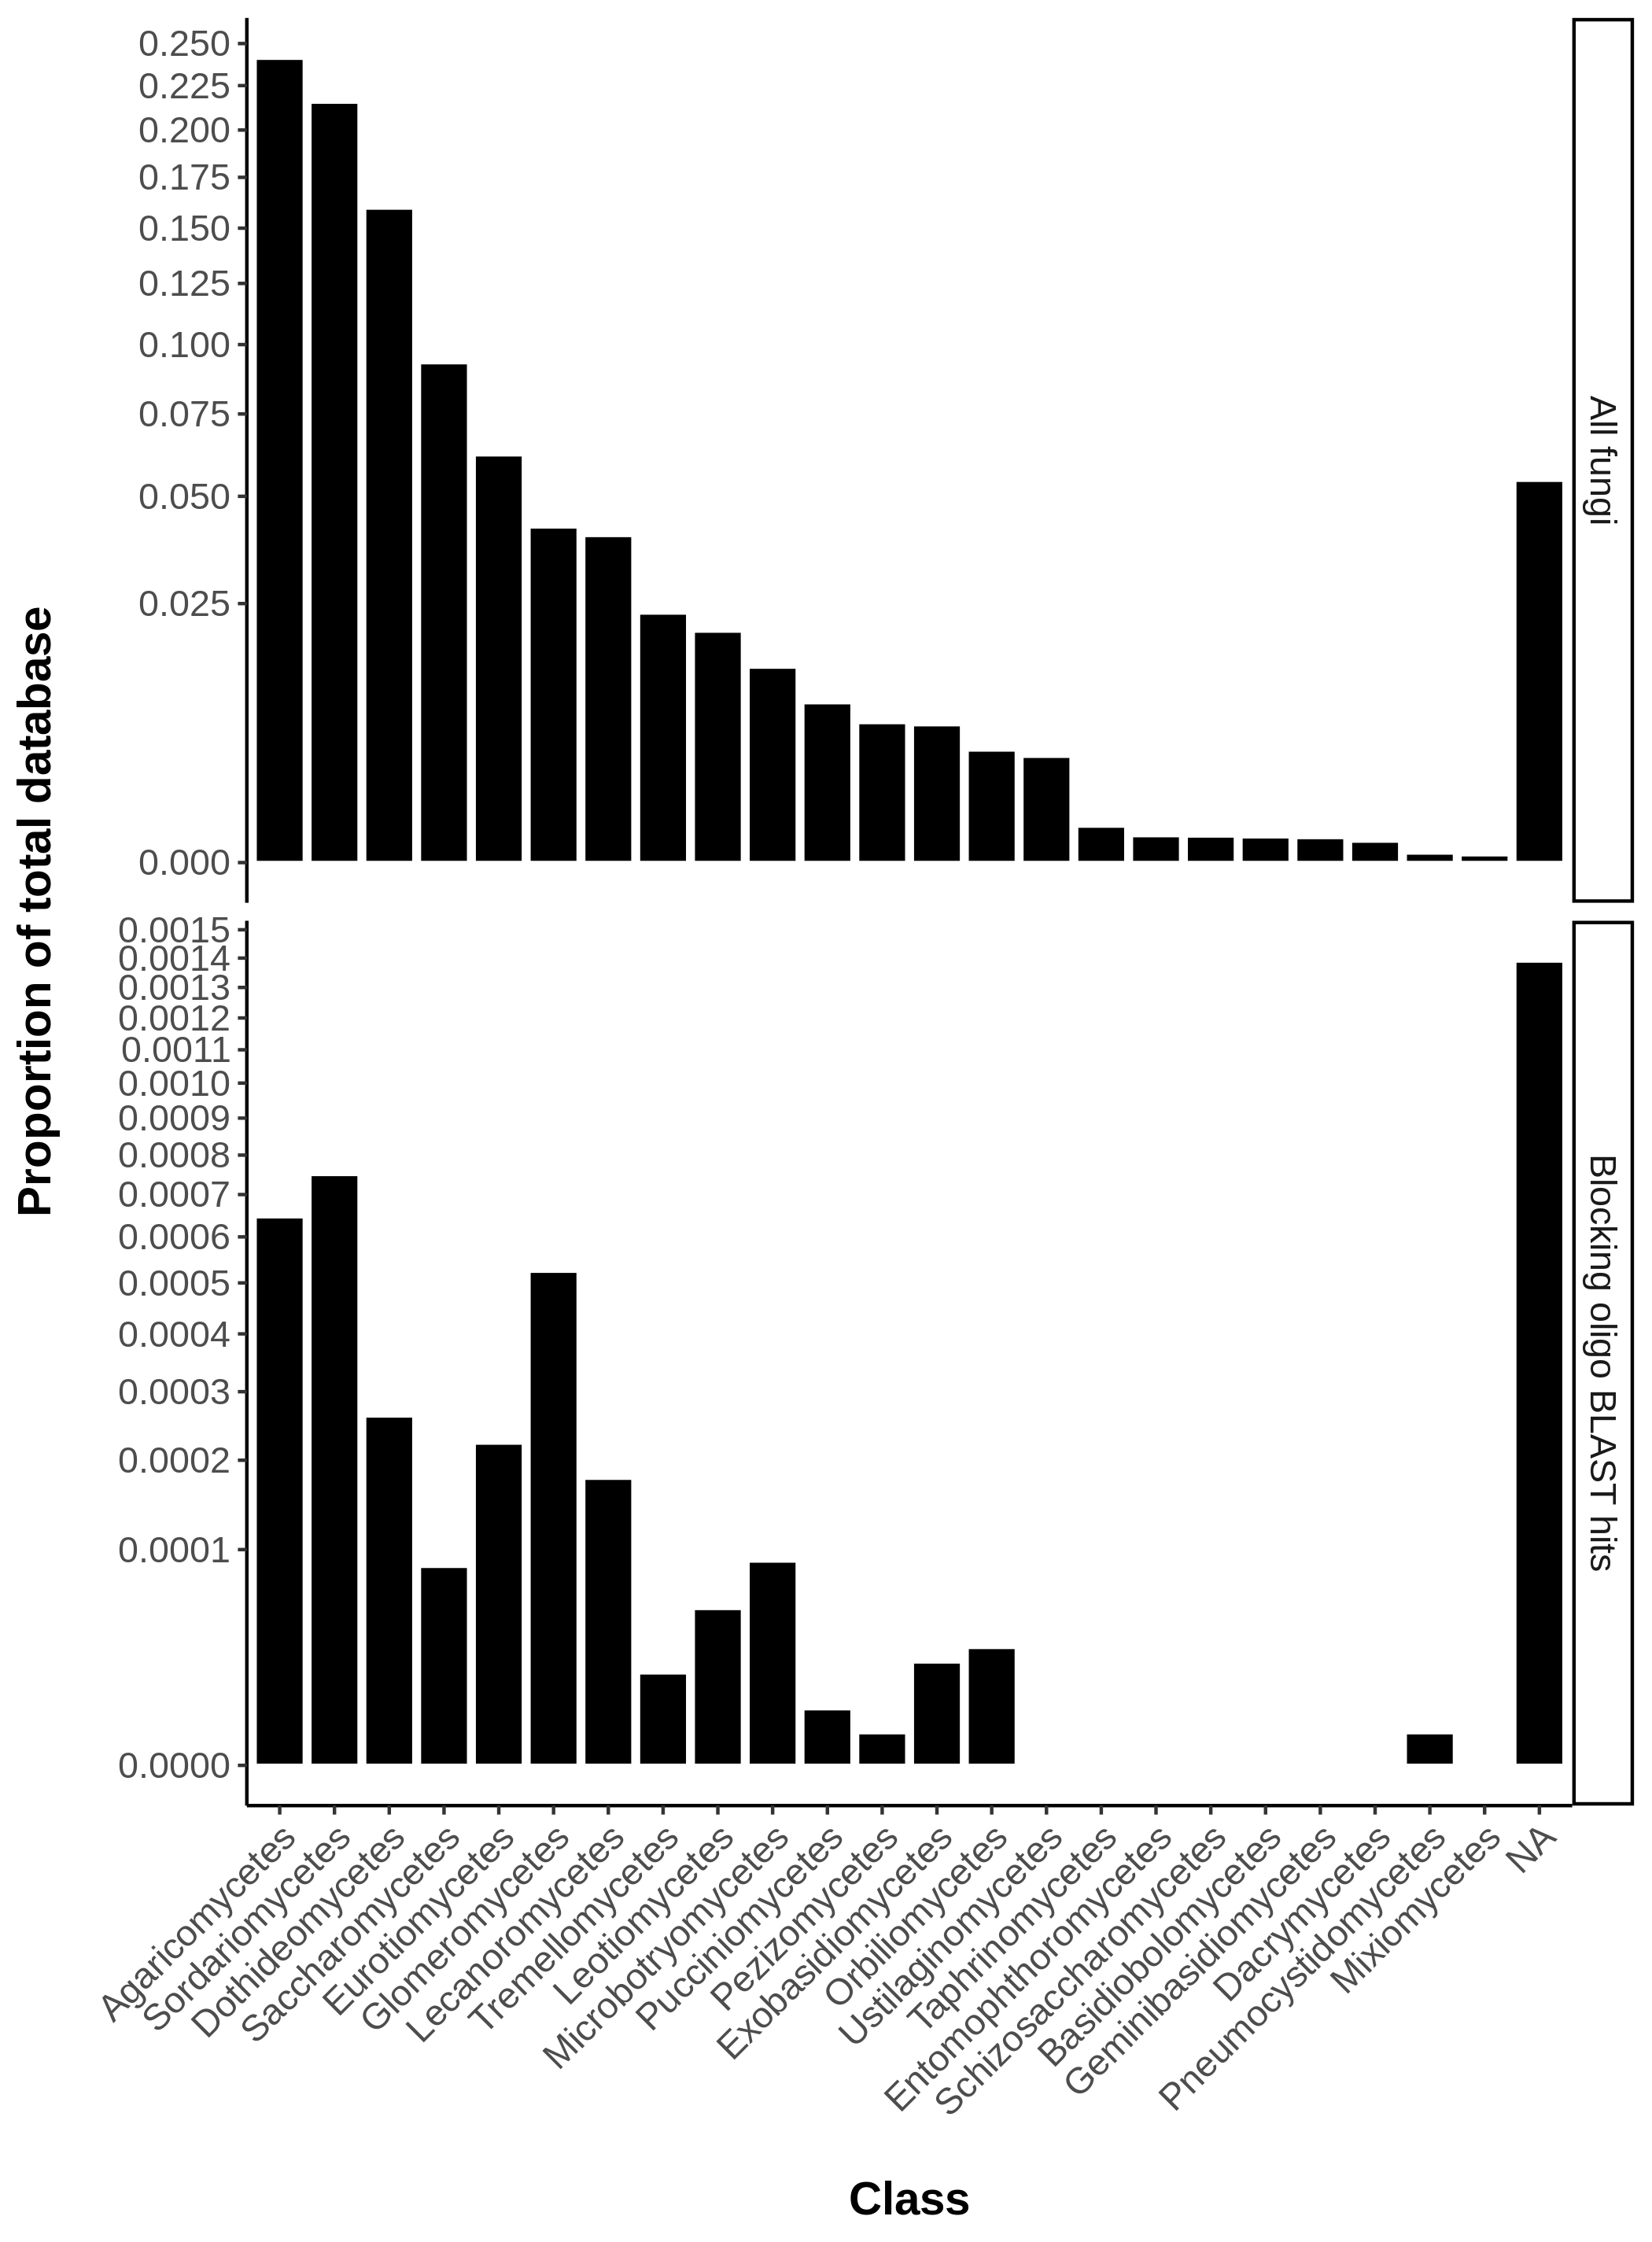 Proportion of total database
0.250
0.225
0.200
0.175
0.150
0.125
0.100
0.075
0.050
0.025
0.000
All fungi
0.0015
0.0014
0.0013
0.0012
0.0011
0.0010
0.0009
0.0008
0.0007
0.0006
0.0005
0.0004
0.0003
0.0002
0.0001
0.0000
Blocking oligo BLAST hits
Agaricomycetes
Sordariomycetes
Dothideomycetes
Saccharomycetes
Eurotiomycetes
Glomeromycetes
Lecanoromycetes
Tremellomycetes
Leotiomycetes
Microbotryomycetes
Pucciniomycetes
Pezizomycetes
Exobasidiomycetes
Orbiliomycetes
Ustilaginomycetes
Taphrinomycetes
Entomophthoromycetes
Schizosaccharomycetes
Basidiobolomycetes
Geminibasidiomycetes
Dacrymycetes
Pneumocystidomycetes
Mixiomycetes
NA
Class